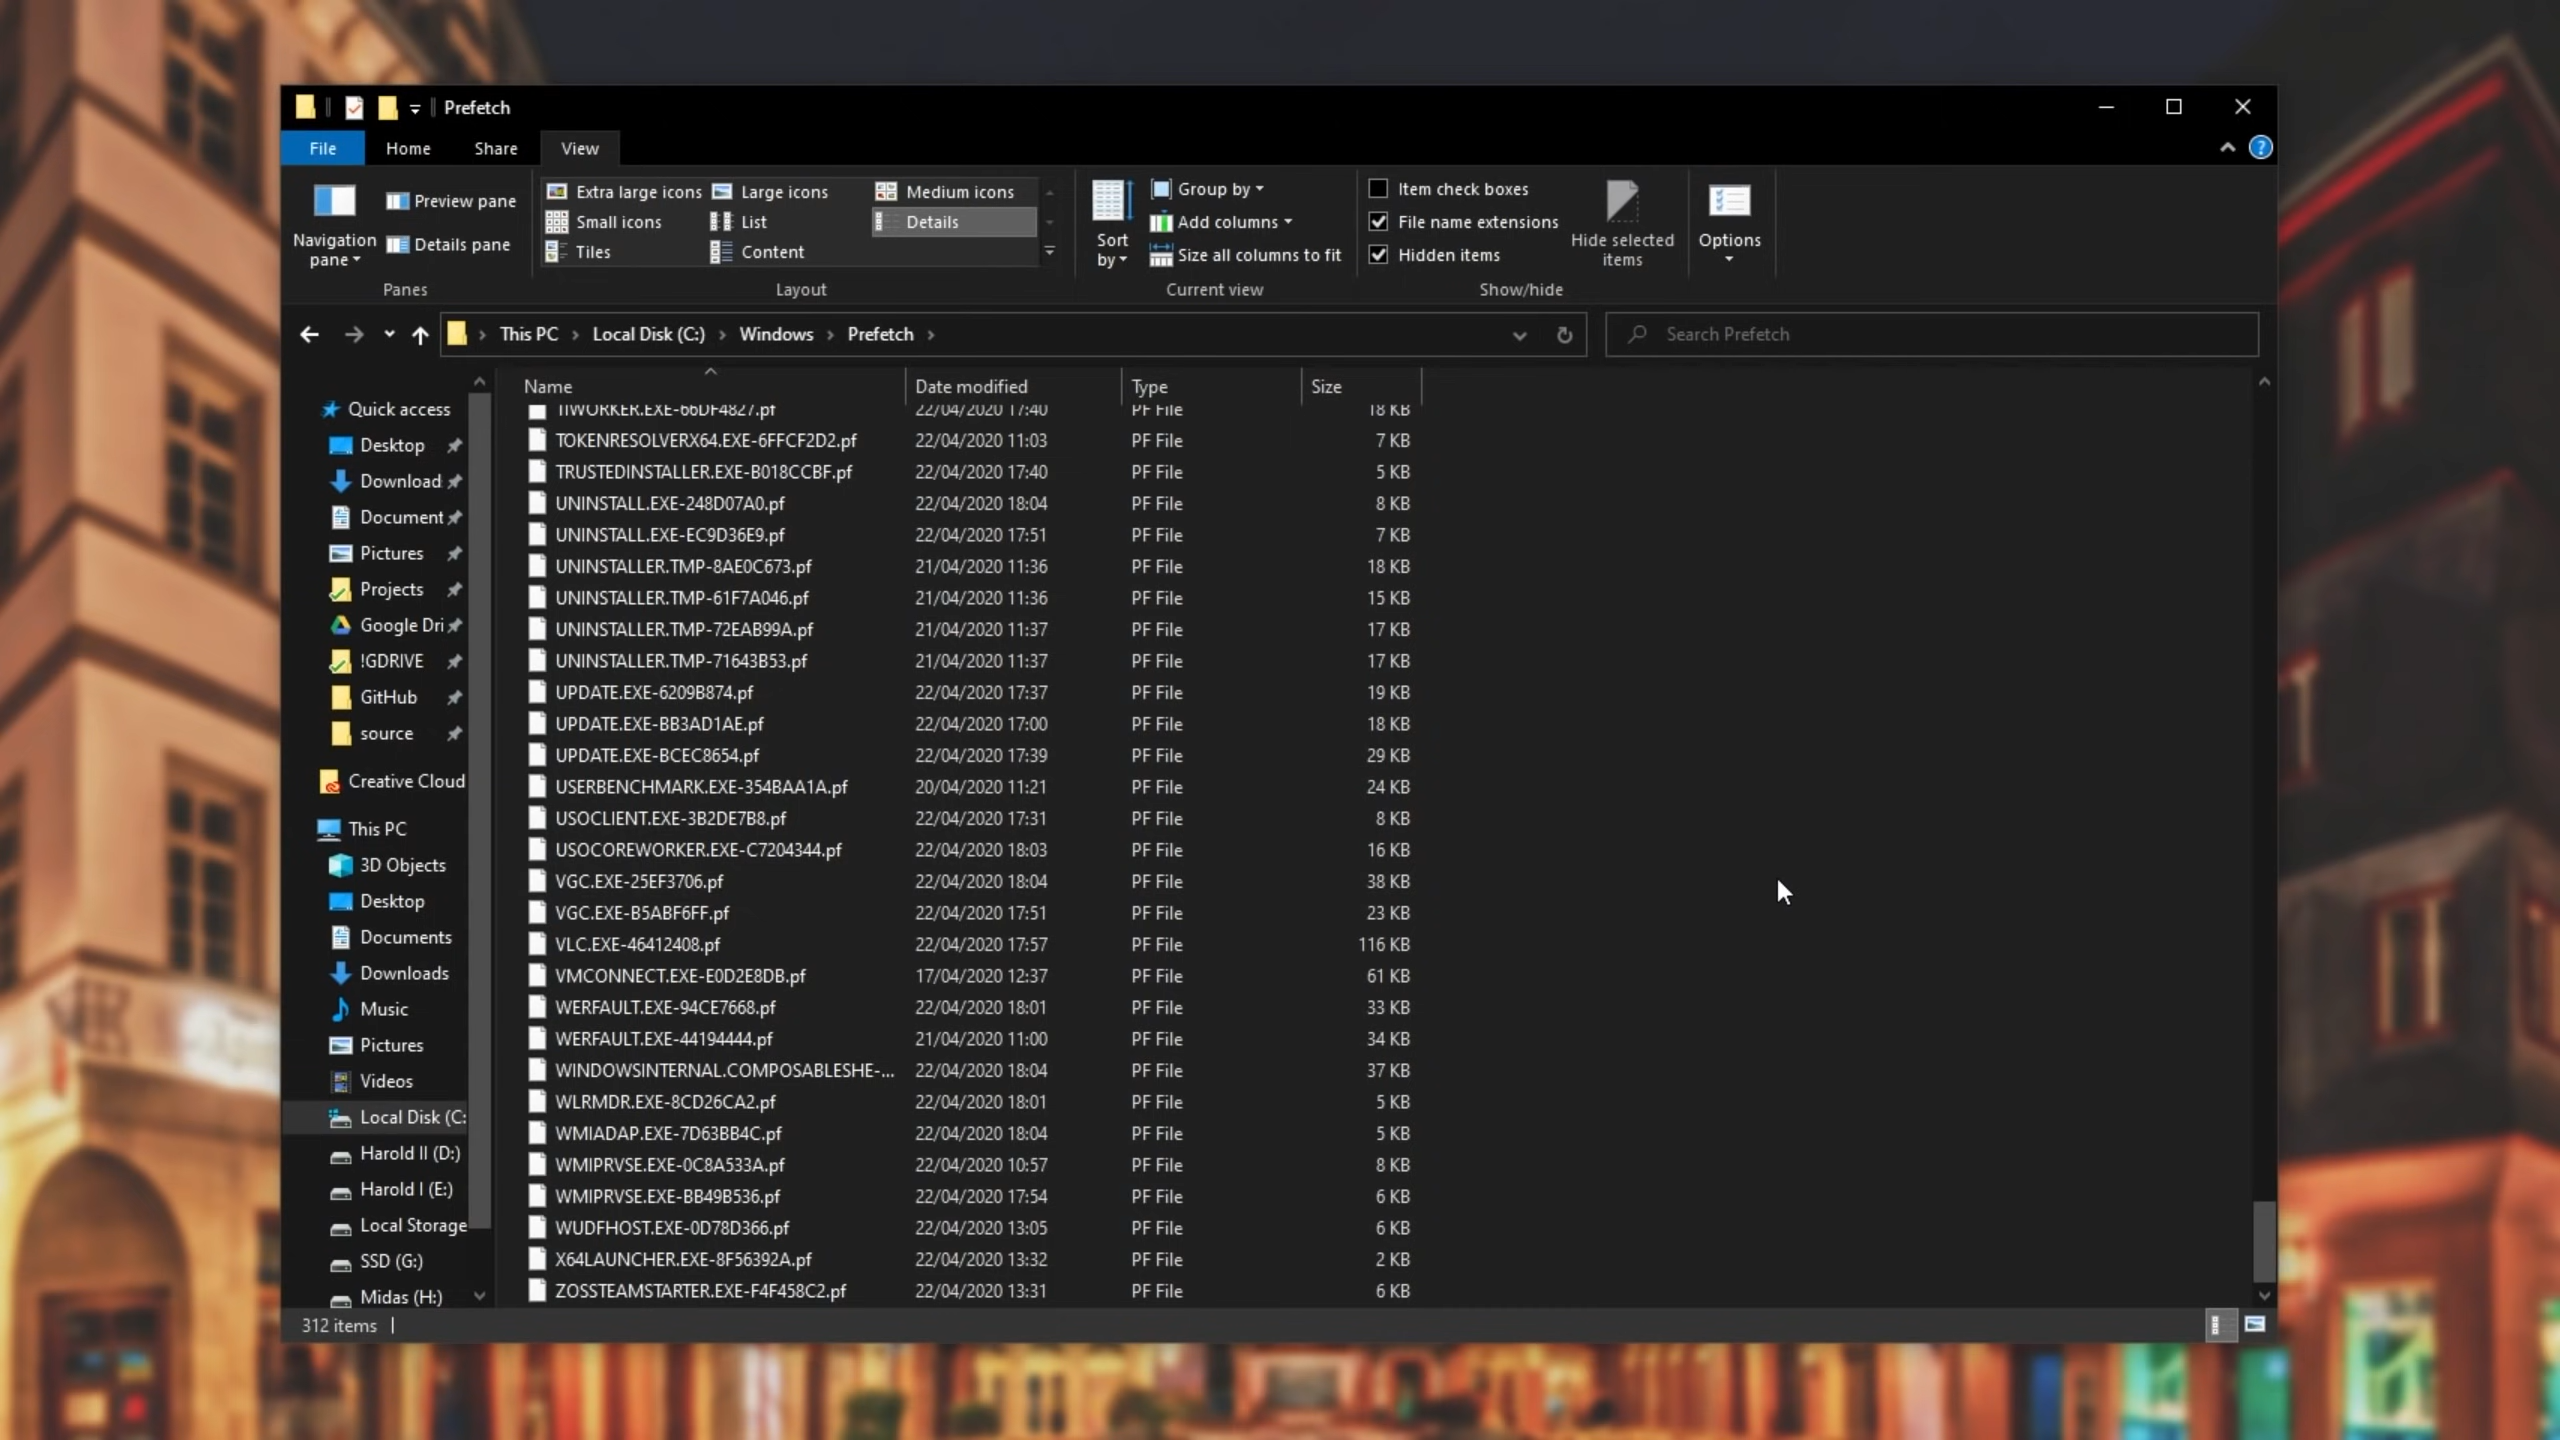 Prefetch
File Home Share View
Navigation pane
Preview pane
Details pane
Panes
Extra large icons Large icons Medium icons
Small icons List Details
Tiles Content
Layout
Sort by
Group by
Add columns
Size all columns to fit
Current view
Item check boxes
File name extensions
Hidden items
Hide selected items
Show/hide
Options
This PC Local Disk (C:) Windows Prefetch
Search Prefetch
Quick access
Desktop
Download
Document
Pictures
Projects
Google Dri
!GDRIVE
GitHub
source
Creative Cloud
This PC
3D Objects
Desktop
Documents
Downloads
Music
Pictures
Videos
Local Disk (C:
Harold II (D:)
Harold I (E:)
Local Storage
SSD (G:)
Midas (H:)
Name Date modified Type Size
TIWORKER.EXE-66DF4827.pf 22/04/2020 17:40 PF File 18 KB
TOKENRESOLVERX64.EXE-6FFCF2D2.pf 22/04/2020 11:03 PF File 7 KB
TRUSTEDINSTALLER.EXE-B018CCBF.pf 22/04/2020 17:40 PF File 5 KB
UNINSTALL.EXE-248D07A0.pf 22/04/2020 18:04 PF File 8 KB
UNINSTALL.EXE-EC9D36E9.pf 22/04/2020 17:51 PF File 7 KB
UNINSTALLER.TMP-8AE0C673.pf 21/04/2020 11:36 PF File 18 KB
UNINSTALLER.TMP-61F7A046.pf 21/04/2020 11:36 PF File 15 KB
UNINSTALLER.TMP-72EAB99A.pf 21/04/2020 11:37 PF File 17 KB
UNINSTALLER.TMP-71643B53.pf 21/04/2020 11:37 PF File 17 KB
UPDATE.EXE-6209B874.pf 22/04/2020 17:37 PF File 19 KB
UPDATE.EXE-BB3AD1AE.pf 22/04/2020 17:00 PF File 18 KB
UPDATE.EXE-BCEC8654.pf 22/04/2020 17:39 PF File 29 KB
USERBENCHMARK.EXE-354BAA1A.pf 20/04/2020 11:21 PF File 24 KB
USOCLIENT.EXE-3B2DE7B8.pf 22/04/2020 17:31 PF File 8 KB
USOCOREWORKER.EXE-C7204344.pf 22/04/2020 18:03 PF File 16 KB
VGC.EXE-25EF3706.pf 22/04/2020 18:04 PF File 38 KB
VGC.EXE-B5ABF6FF.pf 22/04/2020 17:51 PF File 23 KB
VLC.EXE-46412408.pf 22/04/2020 17:57 PF File 116 KB
VMCONNECT.EXE-E0D2E8DB.pf 17/04/2020 12:37 PF File 61 KB
WERFAULT.EXE-94CE7668.pf 22/04/2020 18:01 PF File 33 KB
WERFAULT.EXE-44194444.pf 21/04/2020 11:00 PF File 34 KB
WINDOWSINTERNAL.COMPOSABLESHE-... 22/04/2020 18:04 PF File 37 KB
WLRMDR.EXE-8CD26CA2.pf 22/04/2020 18:01 PF File 5 KB
WMIADAP.EXE-7D63BB4C.pf 22/04/2020 18:04 PF File 5 KB
WMIPRVSE.EXE-0C8A533A.pf 22/04/2020 10:57 PF File 8 KB
WMIPRVSE.EXE-BB49B536.pf 22/04/2020 17:54 PF File 6 KB
WUDFHOST.EXE-0D78D366.pf 22/04/2020 13:05 PF File 6 KB
X64LAUNCHER.EXE-8F56392A.pf 22/04/2020 13:32 PF File 2 KB
ZOSSTEAMSTARTER.EXE-F4F458C2.pf 22/04/2020 13:31 PF File 6 KB
312 items